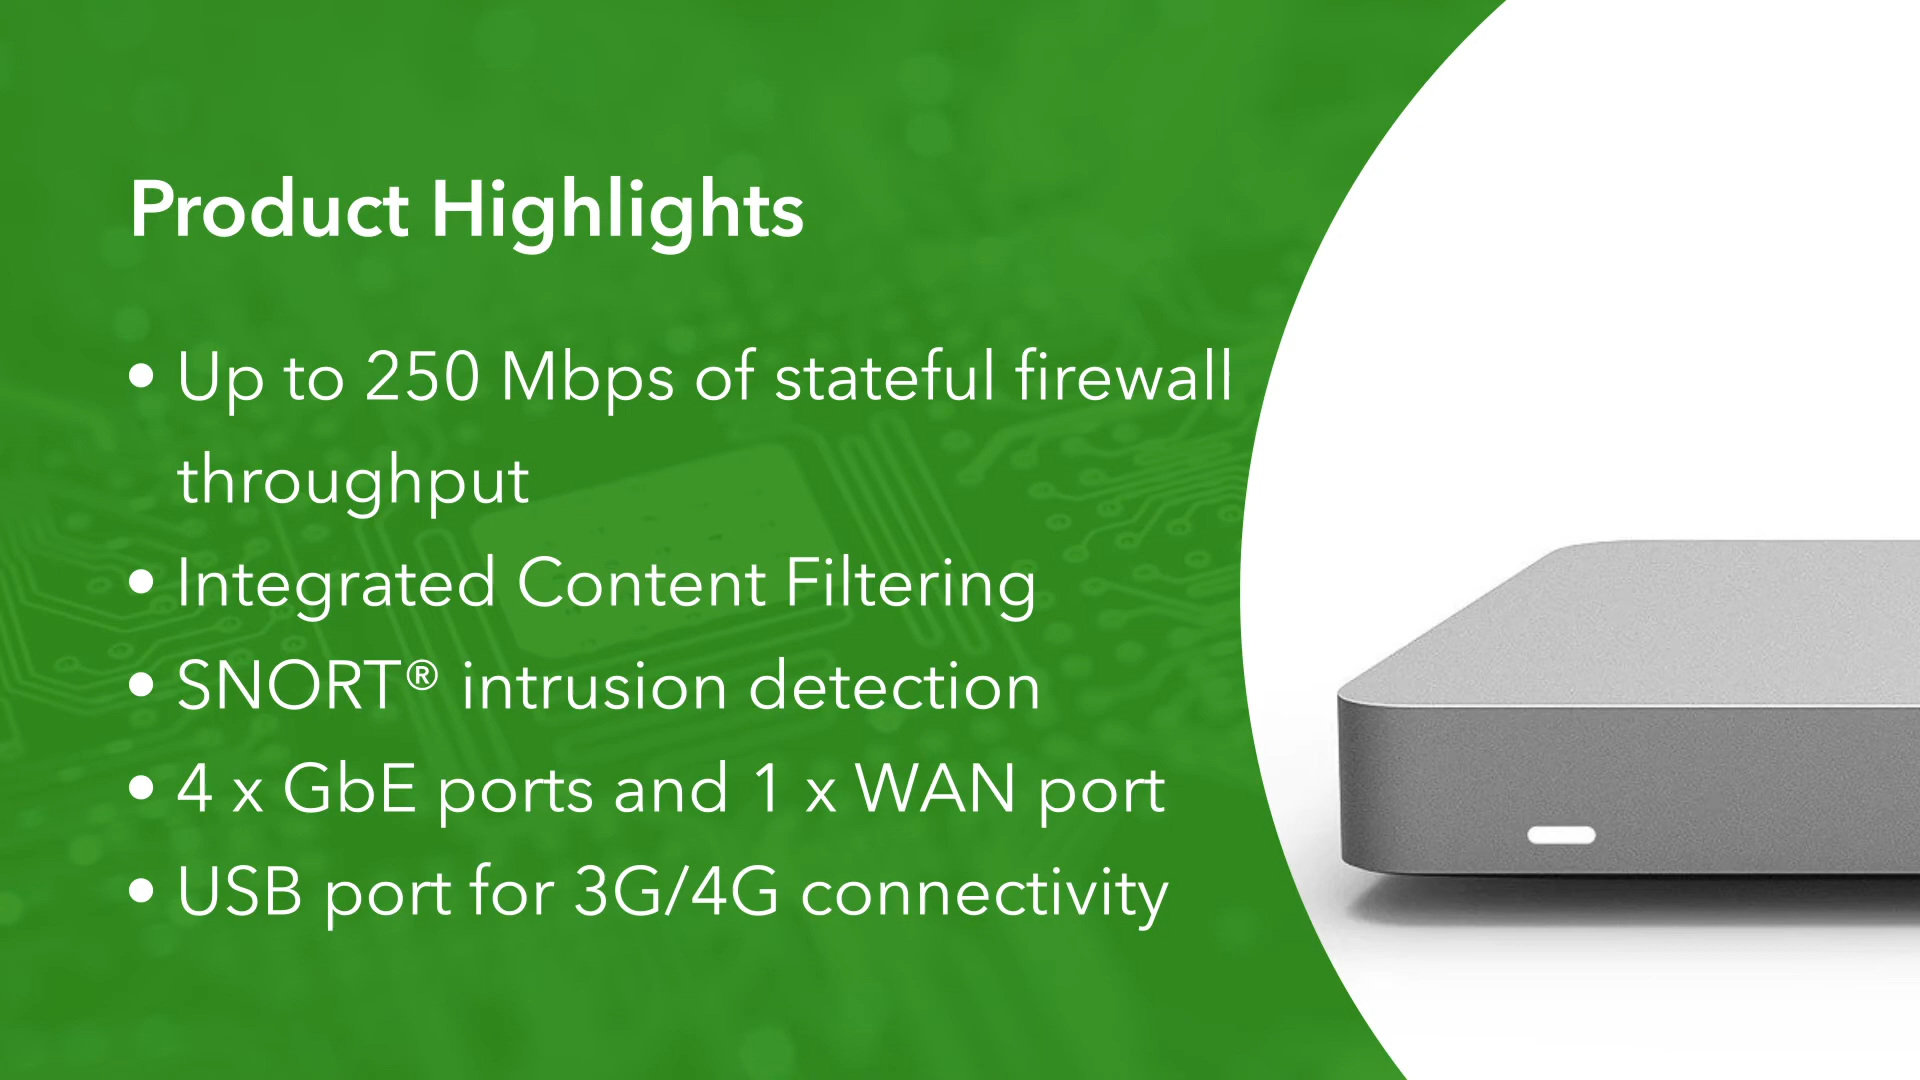 Product Highlights
• Up to 250 Mbps of stateful firewall
throughput
• Integrated Content Filtering
• SNORT® intrusion detection
• 4 x GbE ports and 1 x WAN port
• USB port for 3G/4G connectivity